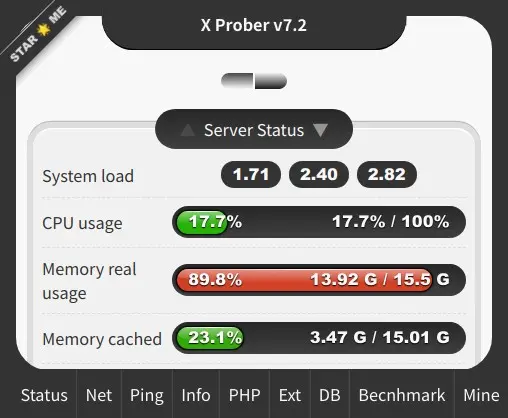 STAR 🌟 ME
X Prober v7.2
▲ Server Status ▼
System load 1.71 2.40 2.82
CPU usage 17.7% 17.7% / 100%
Memory real
usage 89.8% 13.92 G / 15.5 G
Memory cached 23.1% 3.47 G / 15.01 G
Status Net Ping Info PHP Ext DB Becnhmark Mine